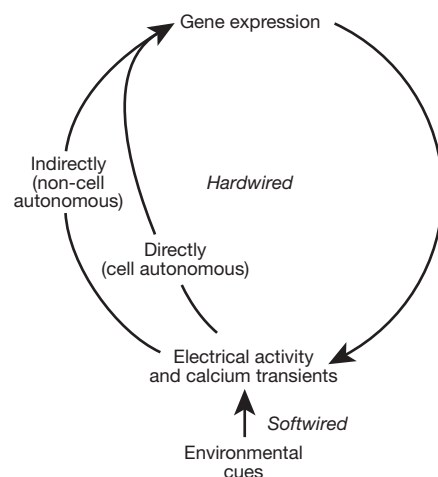 Gene expression
Indirectly
(non-cell
autonomous)
Hardwired
Directly
(cell autonomous)
Electrical activity
and calcium transients
Softwired
Environmental
cues